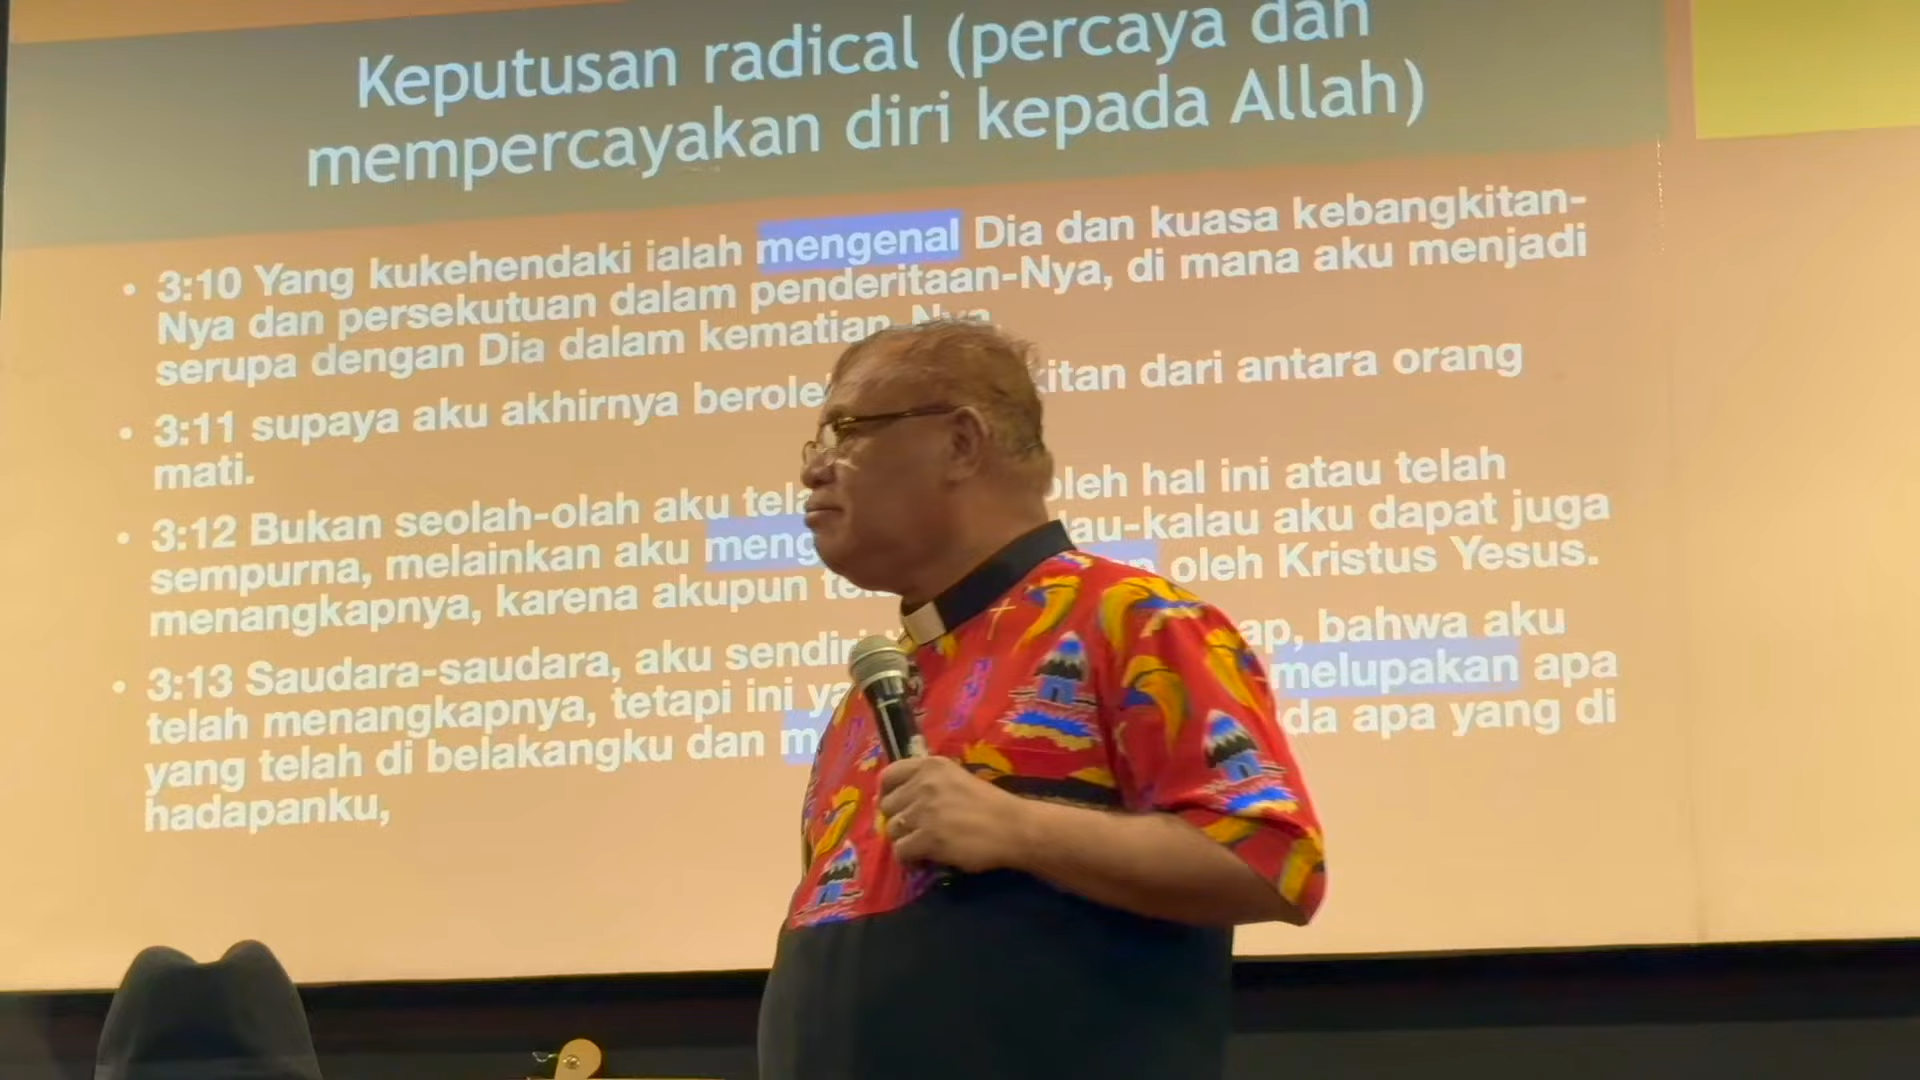 Keputusan radical (percaya dan
mempercayakan diri kepada Allah)
• 3:10 Yang kukehendaki ialah mengenal Dia dan kuasa kebangkitan-
Nya dan persekutuan dalam penderitaan-Nya, di mana aku menjadi
serupa dengan Dia dalam kematian-Nya,
• 3:11 supaya aku akhirnya dari antara orang
mati.
• 3:12 Bukan seolah-olah aku hal ini atau telah
sempurna, melainkan aku aku dapat juga
menangkapnya, karena akupun oleh Kristus Yesus.
• 3:13 Saudara-saudara, aku sendiri bahwa aku
telah menangkapnya, tetapi ini melupakan apa
yang telah di belakangku dan apa yang di
hadapanku,